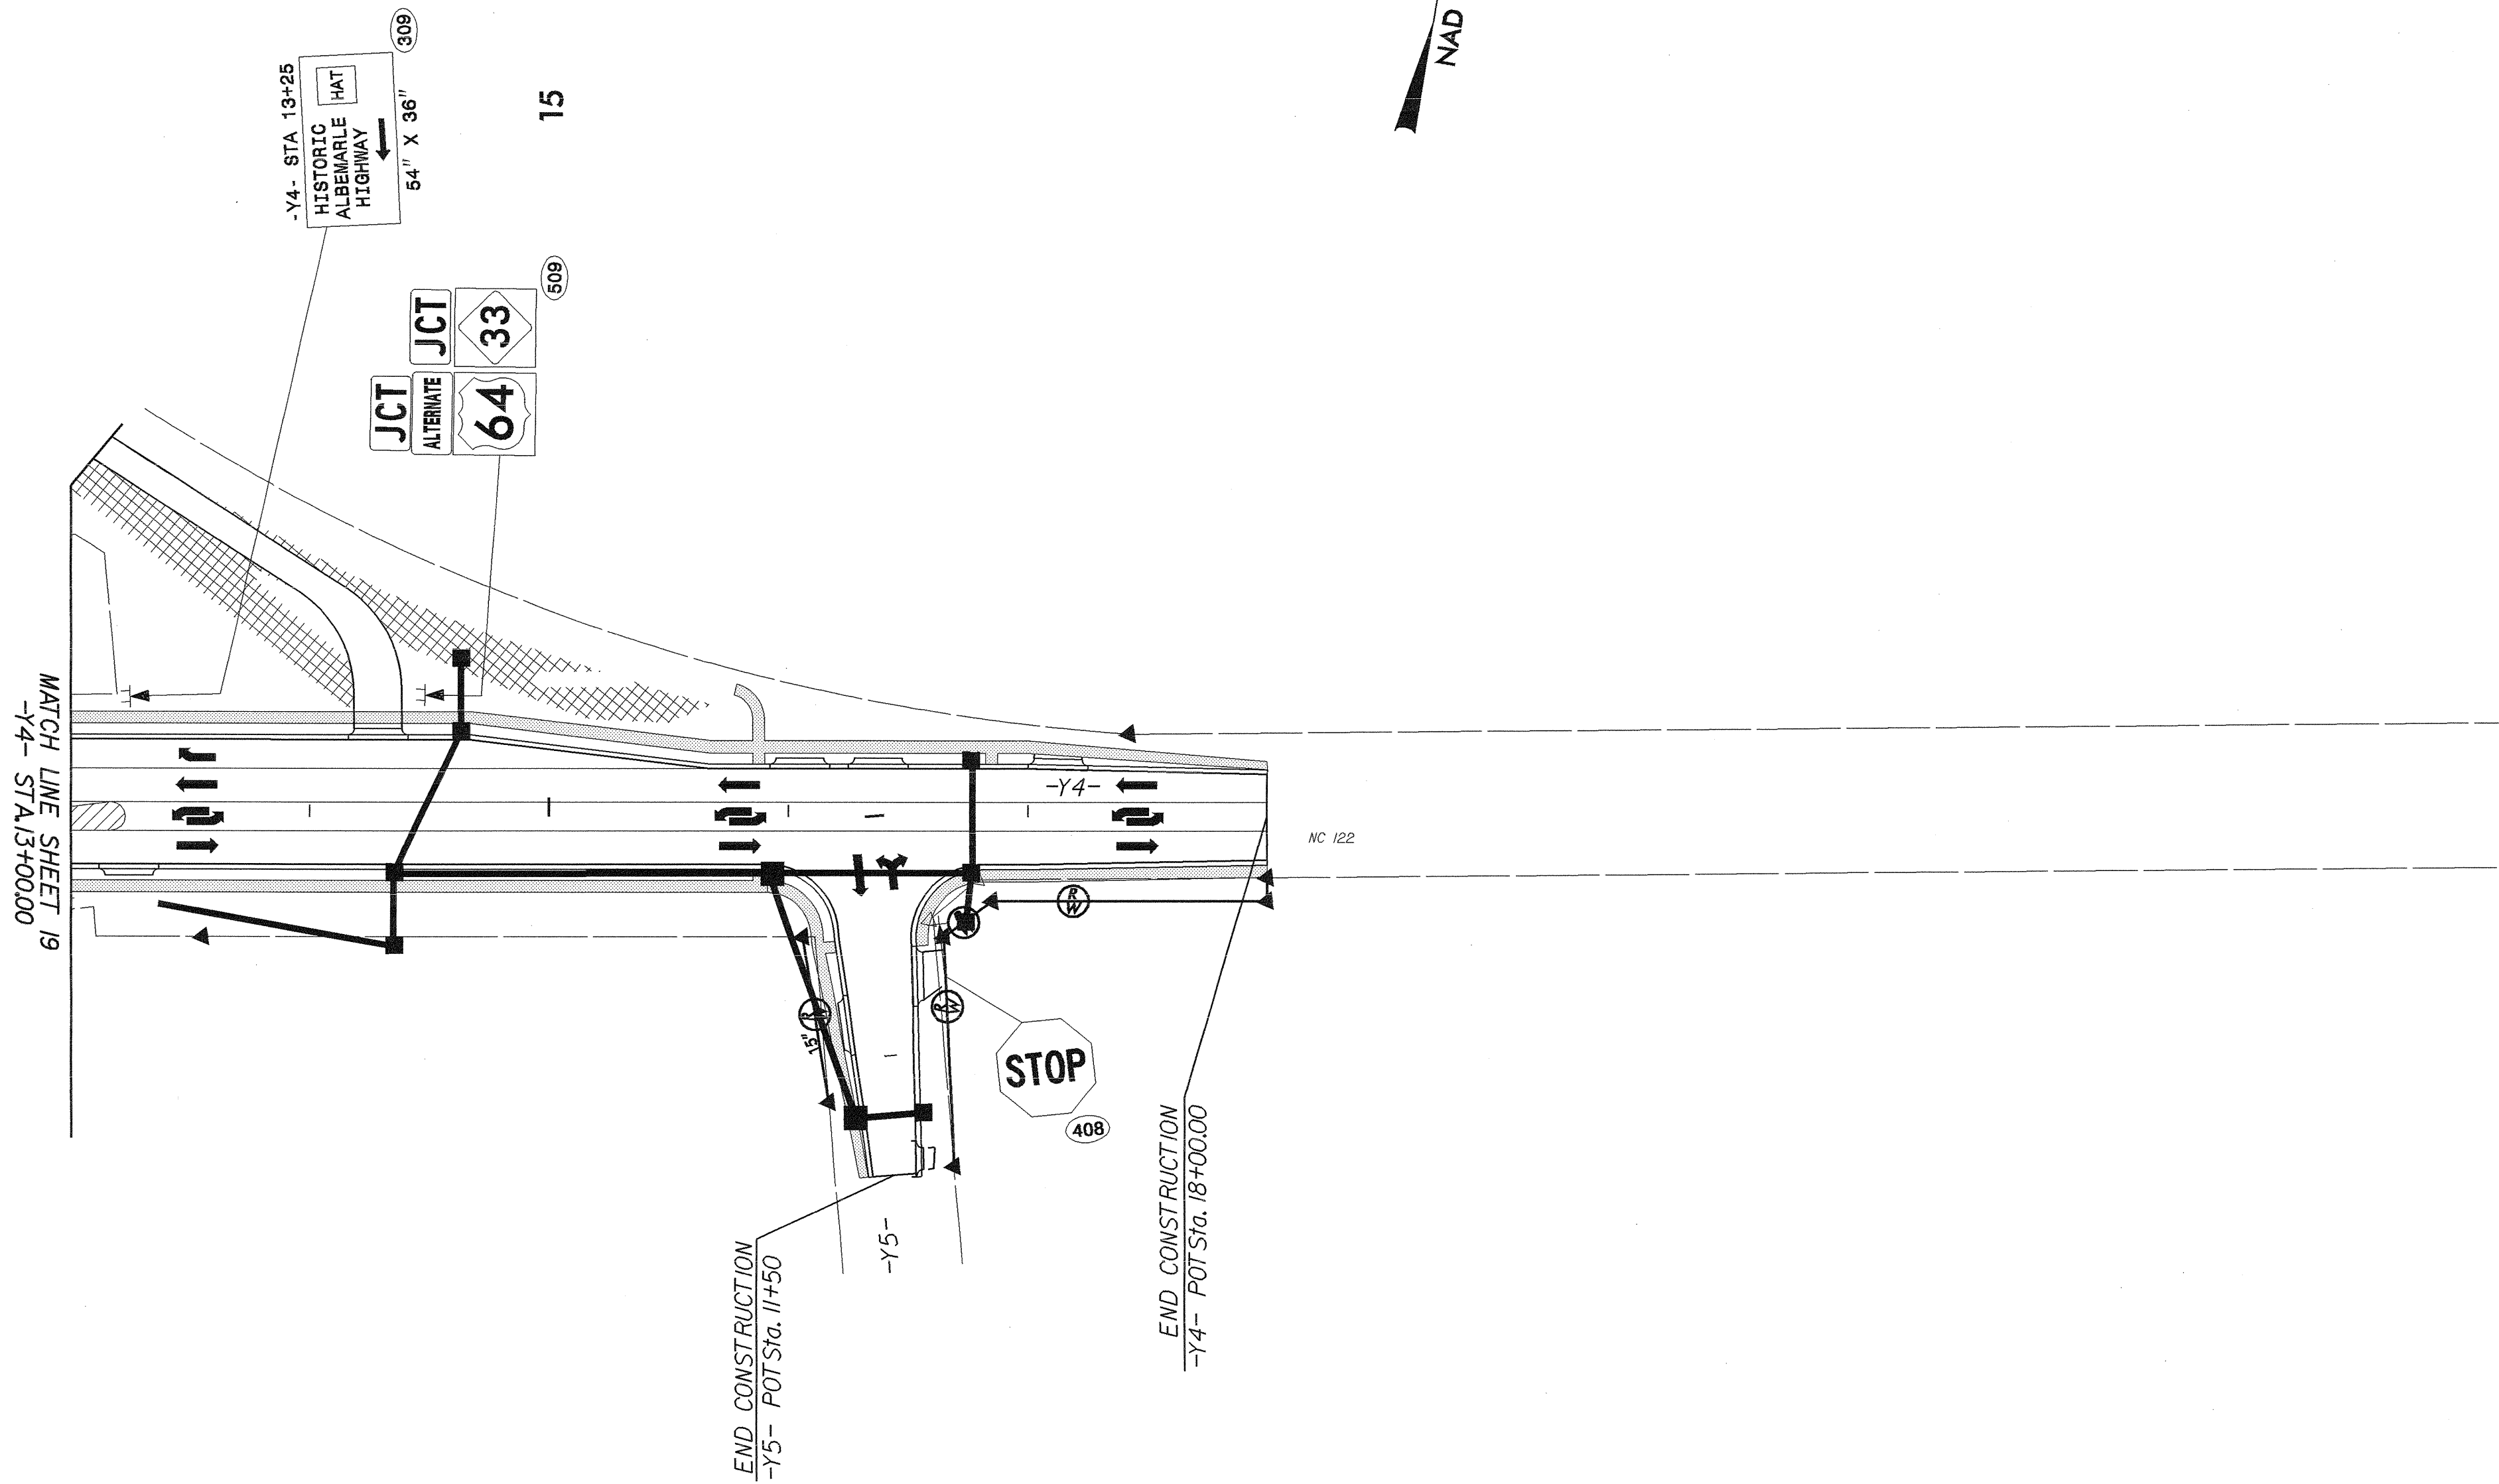 NAD
309
-Y4- STA 13+25
HISTORIC
ALBEMARLE
HIGHWAY
HAT
54" X 36"
15
509
JCT
33
JCT
ALTERNATE
64
MATCH LINE SHEET 19
-Y4- STA.13+00.00
-Y4-
NC 122
R/W
R/W
R/W
15"
STOP
408
END CONSTRUCTION
-Y5- POT Sta. 11+50
-Y5-
END CONSTRUCTION
-Y4- POT Sta. 18+00.00